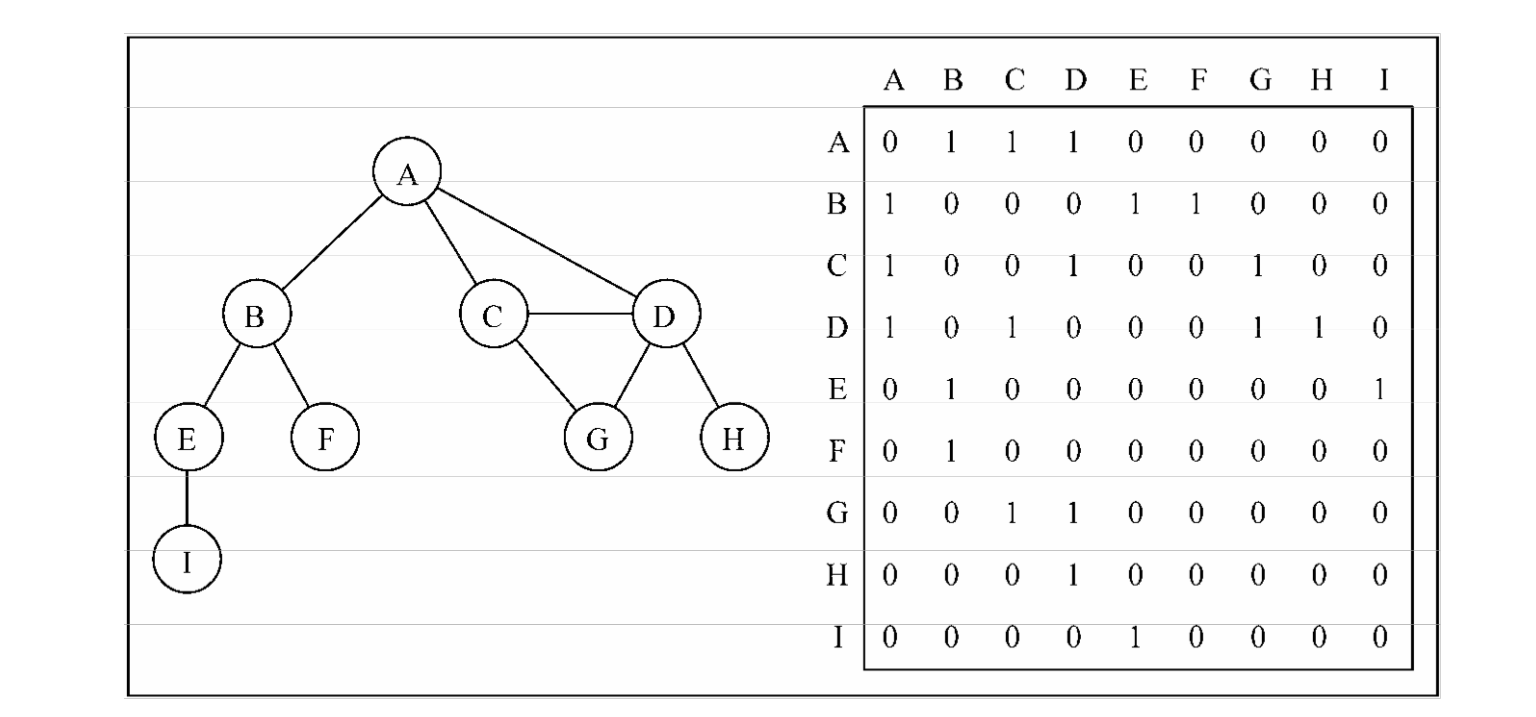 A
B C D
E F G H
I
A B C D E F G H I
A 0 1 1 1 0 0 0 0 0
B 1 0 0 0 1 1 0 0 0
C 1 0 0 1 0 0 1 0 0
D 1 0 1 0 0 0 1 1 0
E 0 1 0 0 0 0 0 0 1
F 0 1 0 0 0 0 0 0 0
G 0 0 1 1 0 0 0 0 0
H 0 0 0 1 0 0 0 0 0
I 0 0 0 0 1 0 0 0 0